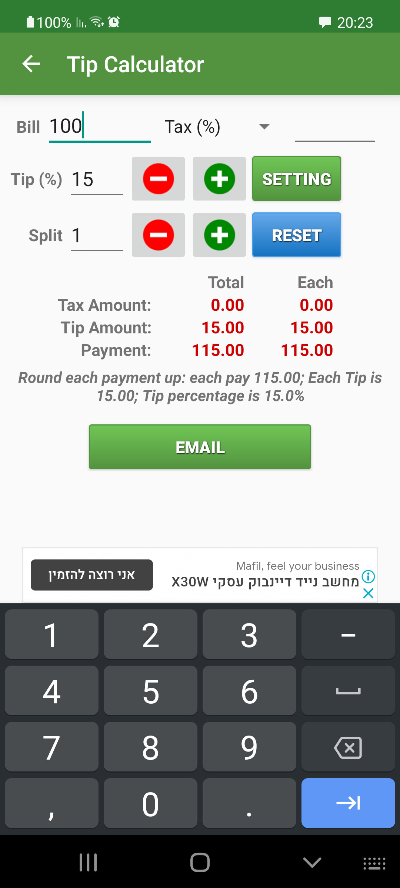 100% 20:23
Tip Calculator
Bill 100 Tax (%)
Tip (%) 15 SETTING
Split 1 RESET
Total Each
Tax Amount: 0.00 0.00
Tip Amount: 15.00 15.00
Payment: 115.00 115.00
Round each payment up: each pay 115.00; Each Tip is
15.00; Tip percentage is 15.0%
EMAIL
Mafil, feel your business
מחשב נייד דיינבוק עסקי X30W
אני רוצה להזמין
1 2 3 -
4 5 6
7 8 9
, 0 .